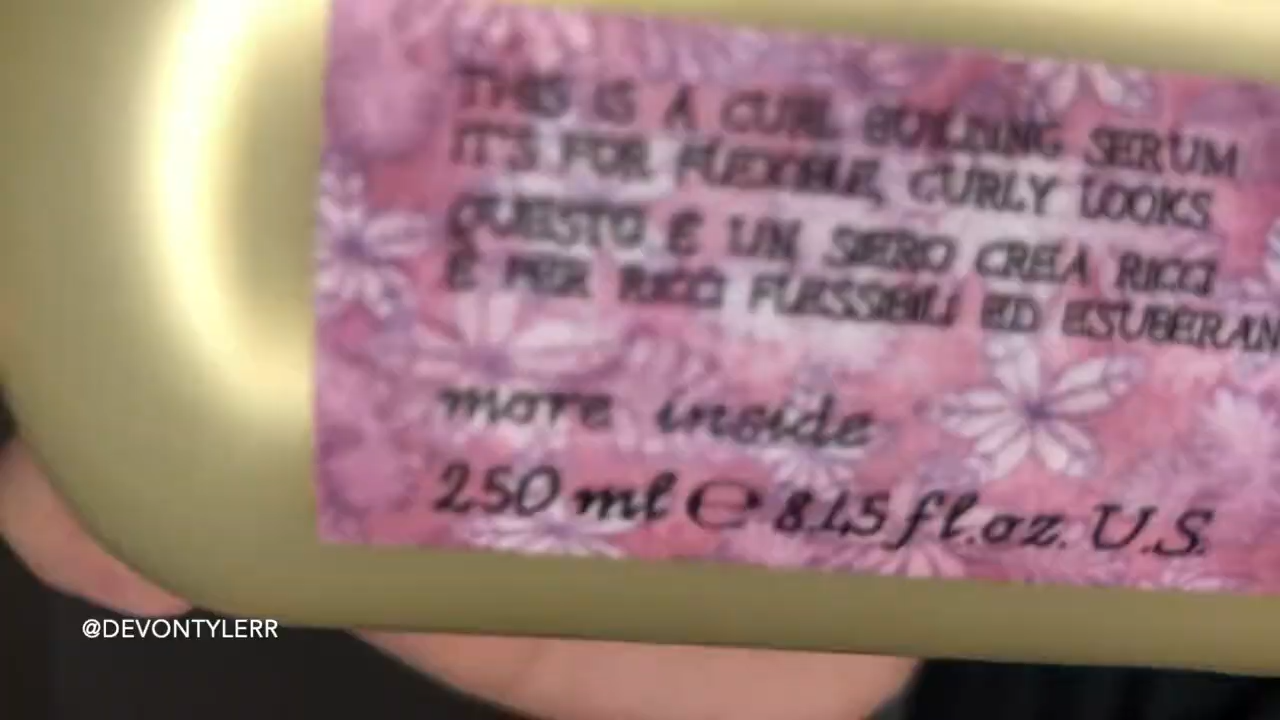 THIS IS A CURL BUILDING SERUM
IT'S FOR FLEXIBLE, CURLY LOOKS
QUESTO È UN SIERO CREA RICCI
È PER RICCI FLESSIBILI ED ESUBERAN
more inside
250 ml e 8.45 fl.oz. U.S.
@DEVONTYLERR